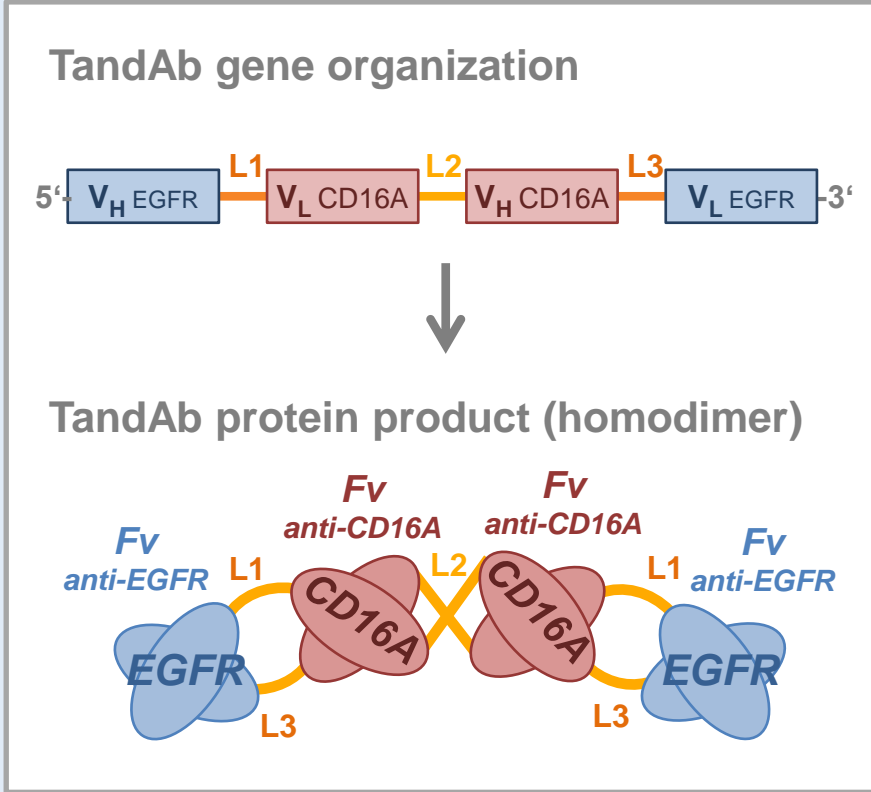 TandAb gene organization
L1 L2 L3
5‘- VH EGFR VL CD16A VH CD16A VL EGFR -3‘
TandAb protein product (homodimer)
Fv Fv
anti-CD16A anti-CD16A
Fv Fv
anti-EGFR L1 L2 L1 anti-EGFR
CD16A CD16A
EGFR EGFR
L3 L3